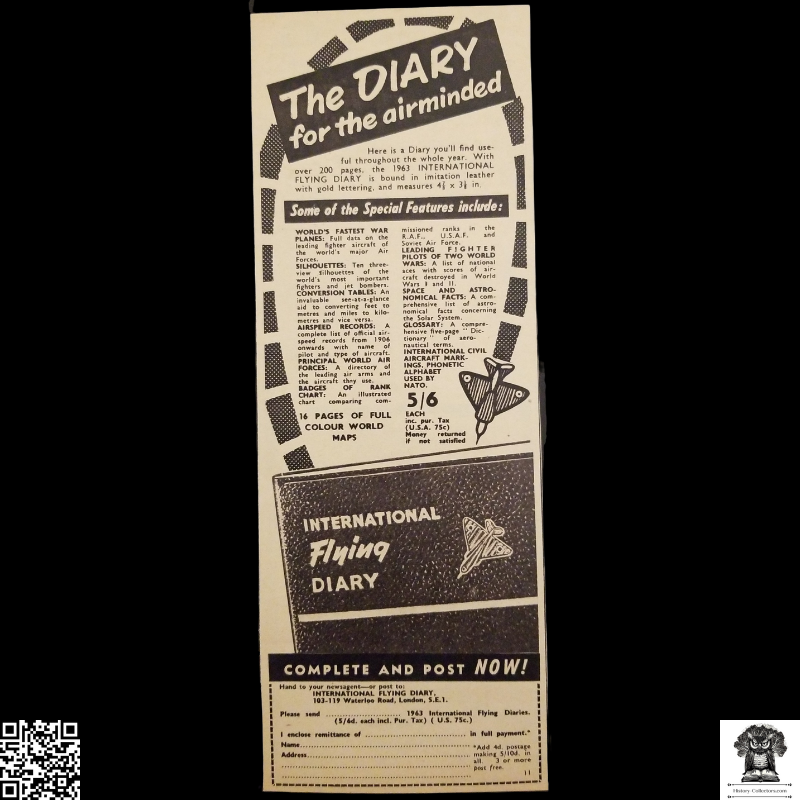 The DIARY
for the airminded
Here is a Diary you'll find use-
ful throughout the whole year. With
over 200 pages, the 1963 INTERNATIONAL
FLYING DIARY is bound in imitation leather
with gold lettering, and measures 4½ x 3⅛ in.
Some of the Special Features include:
WORLD'S FASTEST WAR
PLANES: Full data on the
leading fighter aircraft of
the world's major Air
Forces.
SILHOUETTES: Ten three-
view silhouettes of the
world's most important
fighters and jet bombers.
CONVERSION TABLES: An
invaluable see-at-a-glance
aid to converting feet to
metres and miles to kilo-
metres and vice versa.
AIRSPEED RECORDS: A
complete list of official air-
speed records from 1906
onwards with name of
pilot and type of aircraft.
PRINCIPAL WORLD AIR
FORCES: A directory of
the leading air arms and
the aircraft they use.
BADGES OF RANK
CHART: An illustrated
chart comparing com-
missioned ranks in the
R.A.F., U.S.A.F. and
Soviet Air Force.
LEADING FIGHTER
PILOTS OF TWO WORLD
WARS: A list of national
aces with scores of air-
craft destroyed in World
Wars I and II.
SPACE AND ASTRO-
NOMICAL FACTS: A com-
prehensive list of astro-
nomical facts concerning
the Solar System.
GLOSSARY: A compre-
hensive five-page " Dic-
tionary " of aero-
nautical terms.
INTERNATIONAL CIVIL
AIRCRAFT MARK-
INGS, PHONETIC
ALPHABET
USED BY
NATO.
16 PAGES OF FULL
COLOUR WORLD
MAPS
5/6
EACH
inc. pur. Tax
(U.S.A. 75c)
Money returned
if not satisfied
INTERNATIONAL
Flying
DIARY
COMPLETE AND POST NOW!
Hand to your newsagent—or post to:
INTERNATIONAL FLYING DIARY,
103-119 Waterloo Road, London, S.E.1.
Please send .......................... 1963 International Flying Diaries.
(5/6d. each incl. Pur. Tax) ( U.S. 75c.)
I enclose remittance of .................................. in full payment.*
Name..........................................................
Address.......................................................
*Add 4d. postage
making 5/10d. in
all. 3 or more
post free.
11
History-Collectors.com